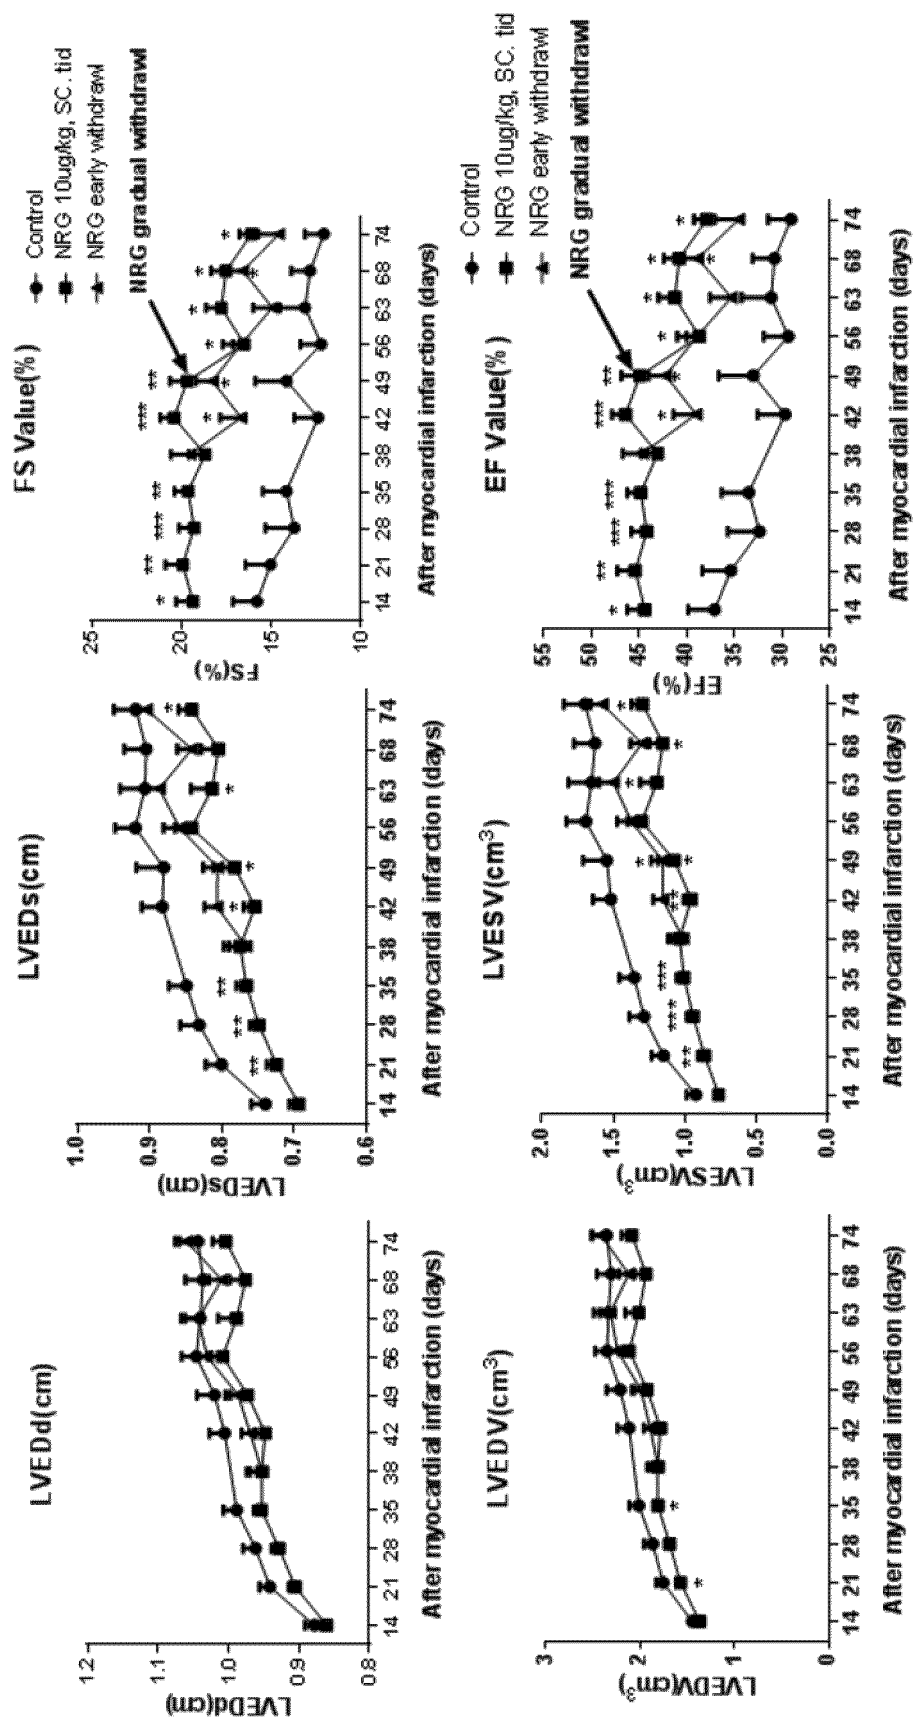 LVEDd(cm)
LVEDd(cm)
1.2
1.1
1.0
0.9
0.8
14 21 28 35 38 42 49 56 63 68 74
After myocardial infarction (days)
LVEDs(cm)
LVEDs(cm)
1.0
0.9
0.8
0.7
0.6
** ** ** * * * *
14 21 28 35 38 42 49 56 63 68 74
After myocardial infarction (days)
FS Value(%)
Control
NRG 10ug/kg, SC. tid
NRG early withdrawl
NRG gradual withdrawl
FS(%)
25
20
15
10
* ** *** ** *** * ** * * * * * *
14 21 28 35 38 42 49 56 63 68 74
After myocardial infarction (days)
LVEDV(cm³)
LVEDV(cm³)
3
2
1
0
* *
14 21 28 35 38 42 49 56 63 68 74
After myocardial infarction (days)
LVESV(cm³)
LVESV(cm³)
2.0
1.5
1.0
0.5
0.0
** *** *** ** * * * * *
14 21 28 35 38 42 49 56 63 68 74
After myocardial infarction (days)
EF Value(%)
Control
NRG 10ug/kg, SC. tid
NRG early withdrawl
NRG gradual withdrawl
EF(%)
55
50
45
40
35
30
25
* ** *** *** *** * ** * * * * * *
14 21 28 35 38 42 49 56 63 68 74
After myocardial infarction (days)